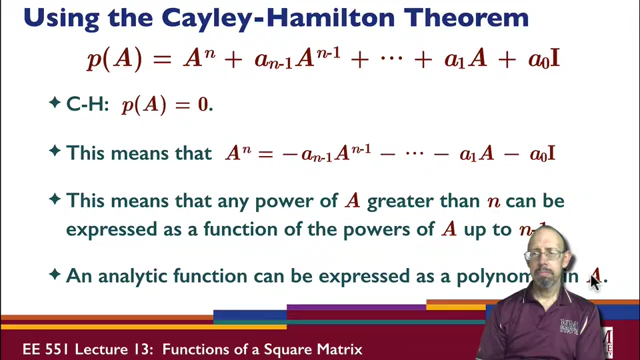 Using the Cayley-Hamilton Theorem
p(A) = Aⁿ + aₙ₋₁Aⁿ⁻¹ + ⋯ + a₁A + a₀I
✦ C-H: p(A) = 0.
✦ This means that Aⁿ = −aₙ₋₁Aⁿ⁻¹ − ⋯ − a₁A − a₀I
✦ This means that any power of A greater than n can be
expressed as a function of the powers of A up to n-1
✦ An analytic function can be expressed as a in A.
EE 551 Lecture 13: Functions of a Square Matrix